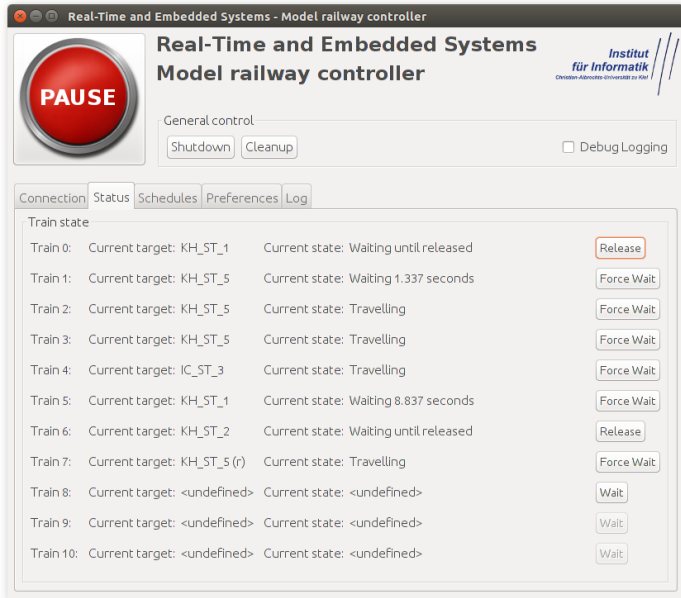 Real-Time and Embedded Systems - Model railway controller
PAUSE
Real-Time and Embedded Systems
Model railway controller
Institut
für Informatik
Christian-Albrechts-Universität zu Kiel
General control
Shutdown Cleanup Debug Logging
Connection Status Schedules Preferences Log
Train state
Train 0: Current target: KH_ST_1 Current state: Waiting until released Release
Train 1: Current target: KH_ST_5 Current state: Waiting 1.337 seconds Force Wait
Train 2: Current target: KH_ST_5 Current state: Travelling Force Wait
Train 3: Current target: KH_ST_5 Current state: Travelling Force Wait
Train 4: Current target: IC_ST_3 Current state: Travelling Force Wait
Train 5: Current target: KH_ST_1 Current state: Waiting 8.837 seconds Force Wait
Train 6: Current target: KH_ST_2 Current state: Waiting until released Release
Train 7: Current target: KH_ST_5 (r) Current state: Travelling Force Wait
Train 8: Current target: <undefined> Current state: <undefined> Wait
Train 9: Current target: <undefined> Current state: <undefined> Wait
Train 10: Current target: <undefined> Current state: <undefined> Wait